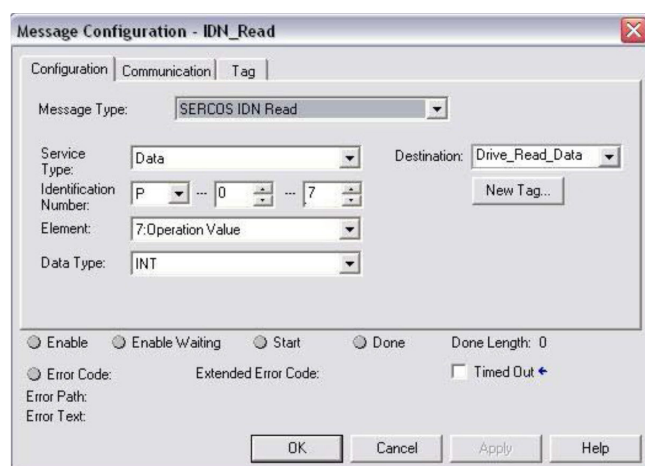 Message Configuration - IDN_Read
Configuration Communication Tag
Message Type: SERCOS IDN Read
Service Type: Data Destination: Drive_Read_Data
Identification Number: P --- 0 --- 7 New Tag...
Element: 7:Operation Value
Data Type: INT
Enable Enable Waiting Start Done Done Length: 0
Error Code: Extended Error Code: Timed Out ←
Error Path:
Error Text:
OK Cancel Apply Help